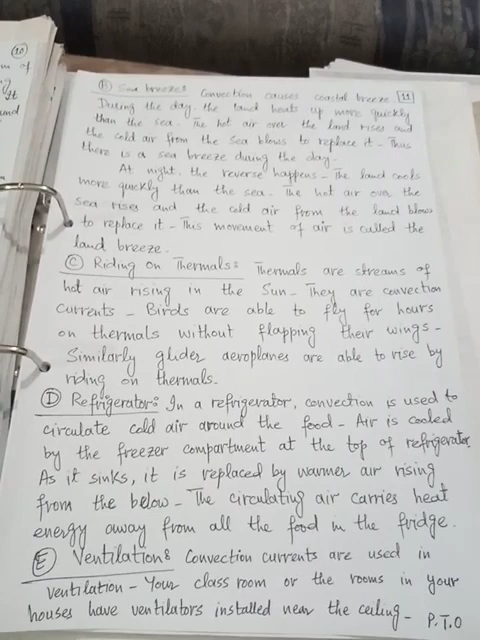 10
um of
It
and
Ⓑ Sea breeze: Convection causes coastal breeze. 11
During the day, the land heats up more quickly
than the sea. The hot air over the land rises and
the cold air from the sea blows to replace it - Thus
there is a sea breeze during the day.
At night, the reverse happens - The land cools
more quickly than the sea - The hot air over the
sea rises and the cold air from the land blows
to replace it - This movement of air is called the
land breeze.
Ⓒ Riding on Thermals: Thermals are streams of
hot air rising in the Sun - They are convection
currents - Birds are able to fly for hours
on thermals without flapping their wings -
Similarly glider aeroplanes are able to rise by
riding on thermals.
Ⓓ Refrigerator: In a refrigerator, convection is used to
circulate cold air around the food - Air is cooled
by the freezer compartment at the top of refrigerator.
As it sinks, it is replaced by warmer air rising
from the below - The circulating air carries heat
energy away from all the food in the fridge.
Ⓔ Ventilation: Convection currents are used in
ventilation - Your class room or the rooms in your
houses have ventilators installed near the ceiling - P.T.O